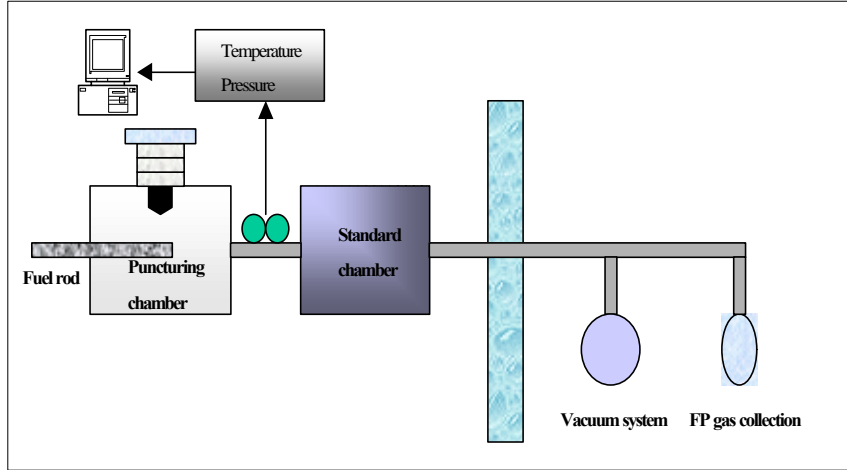 Temperature
Pressure
Standard
chamber
Fuel rod
Puncturing
chamber
Vacuum system
FP gas collection